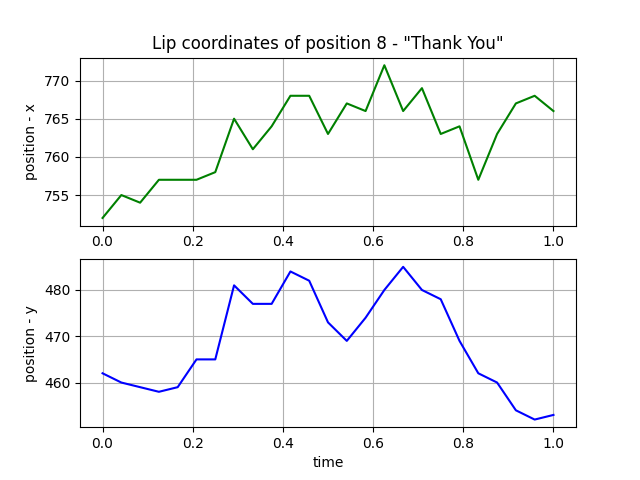 Lip coordinates of position 8 - "Thank You"
position - x
770
765
760
755
0.0 0.2 0.4 0.6 0.8 1.0
position - y
480
470
460
0.0 0.2 0.4 0.6 0.8 1.0
time